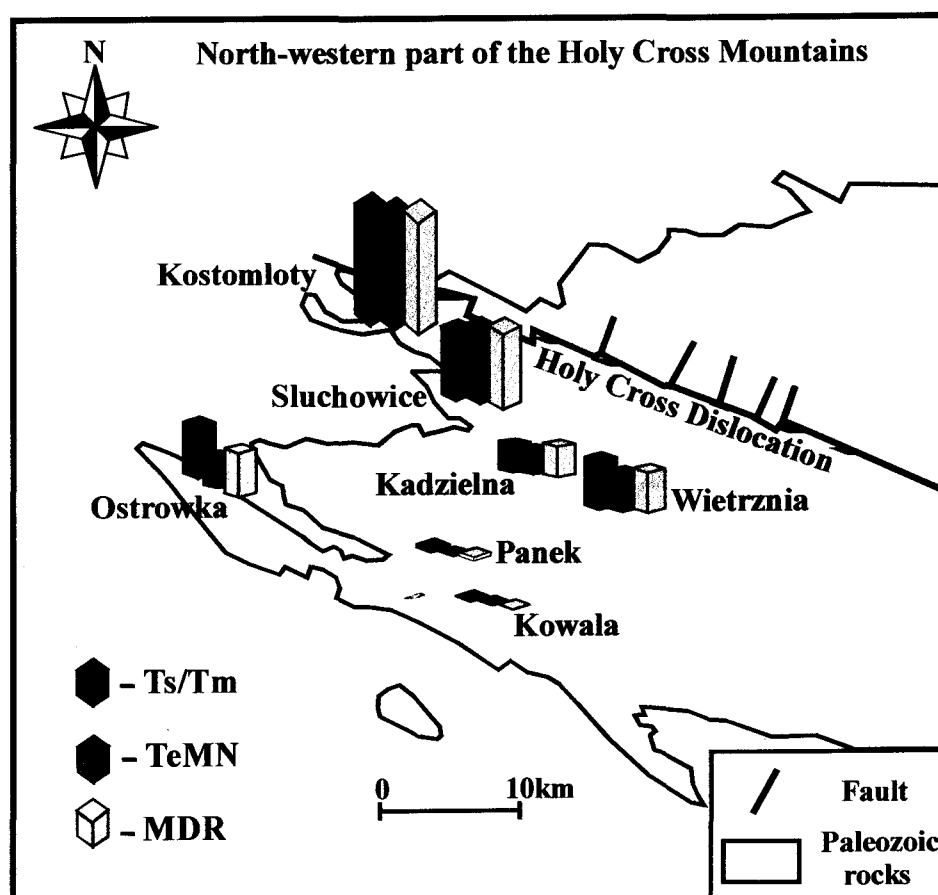 N
North-western part of the Holy Cross Mountains
Kostomloty
Holy Cross Dislocation
Sluchowice
Kadzielna
Wietrznia
Ostrowka
Panek
Kowala
– Ts/Tm
– TeMN
– MDR
0 10km
Fault
Paleozoic
rocks